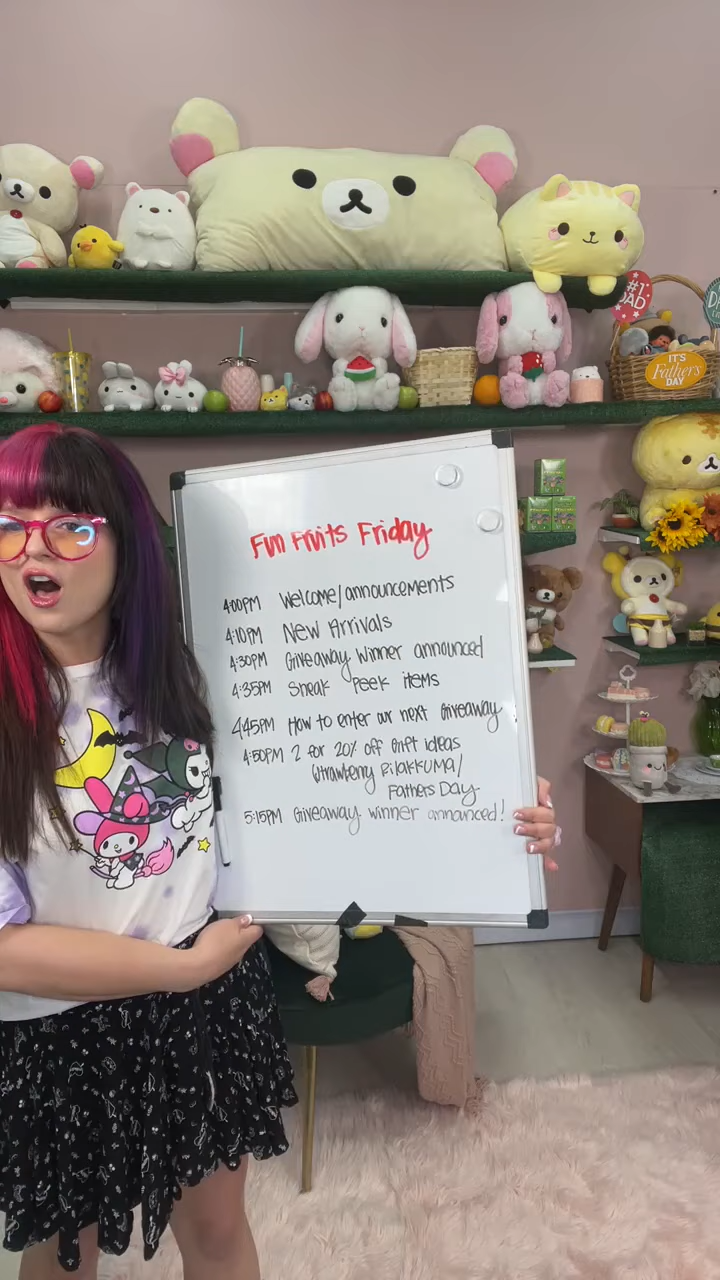 #1 DAD
IT'S
Fathers
DAY
Fun Fruits Friday
4:00PM Welcome/announcements
4:10PM New Arrivals
4:30PM Giveaway winner announced
4:35PM Sneak Peek items
4:45PM How to enter our next Giveaway
4:50PM 2 for 20% off Gift ideas
Strawberry Rilakkuma/
Fathers Day
5:15PM Giveaway winner announced!